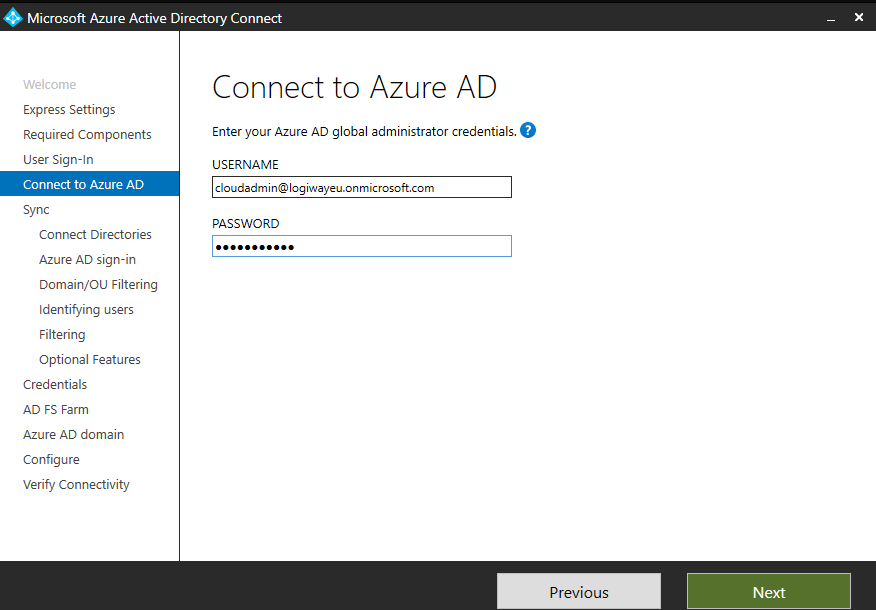 Microsoft Azure Active Directory Connect
Welcome
Express Settings
Required Components
User Sign-In
Connect to Azure AD
Sync
Connect Directories
Azure AD sign-in
Domain/OU Filtering
Identifying users
Filtering
Optional Features
Credentials
AD FS Farm
Azure AD domain
Configure
Verify Connectivity
Connect to Azure AD
Enter your Azure AD global administrator credentials. ?
USERNAME
cloudadmin@logiwayeu.onmicrosoft.com
PASSWORD
●●●●●●●●●●●
Previous
Next